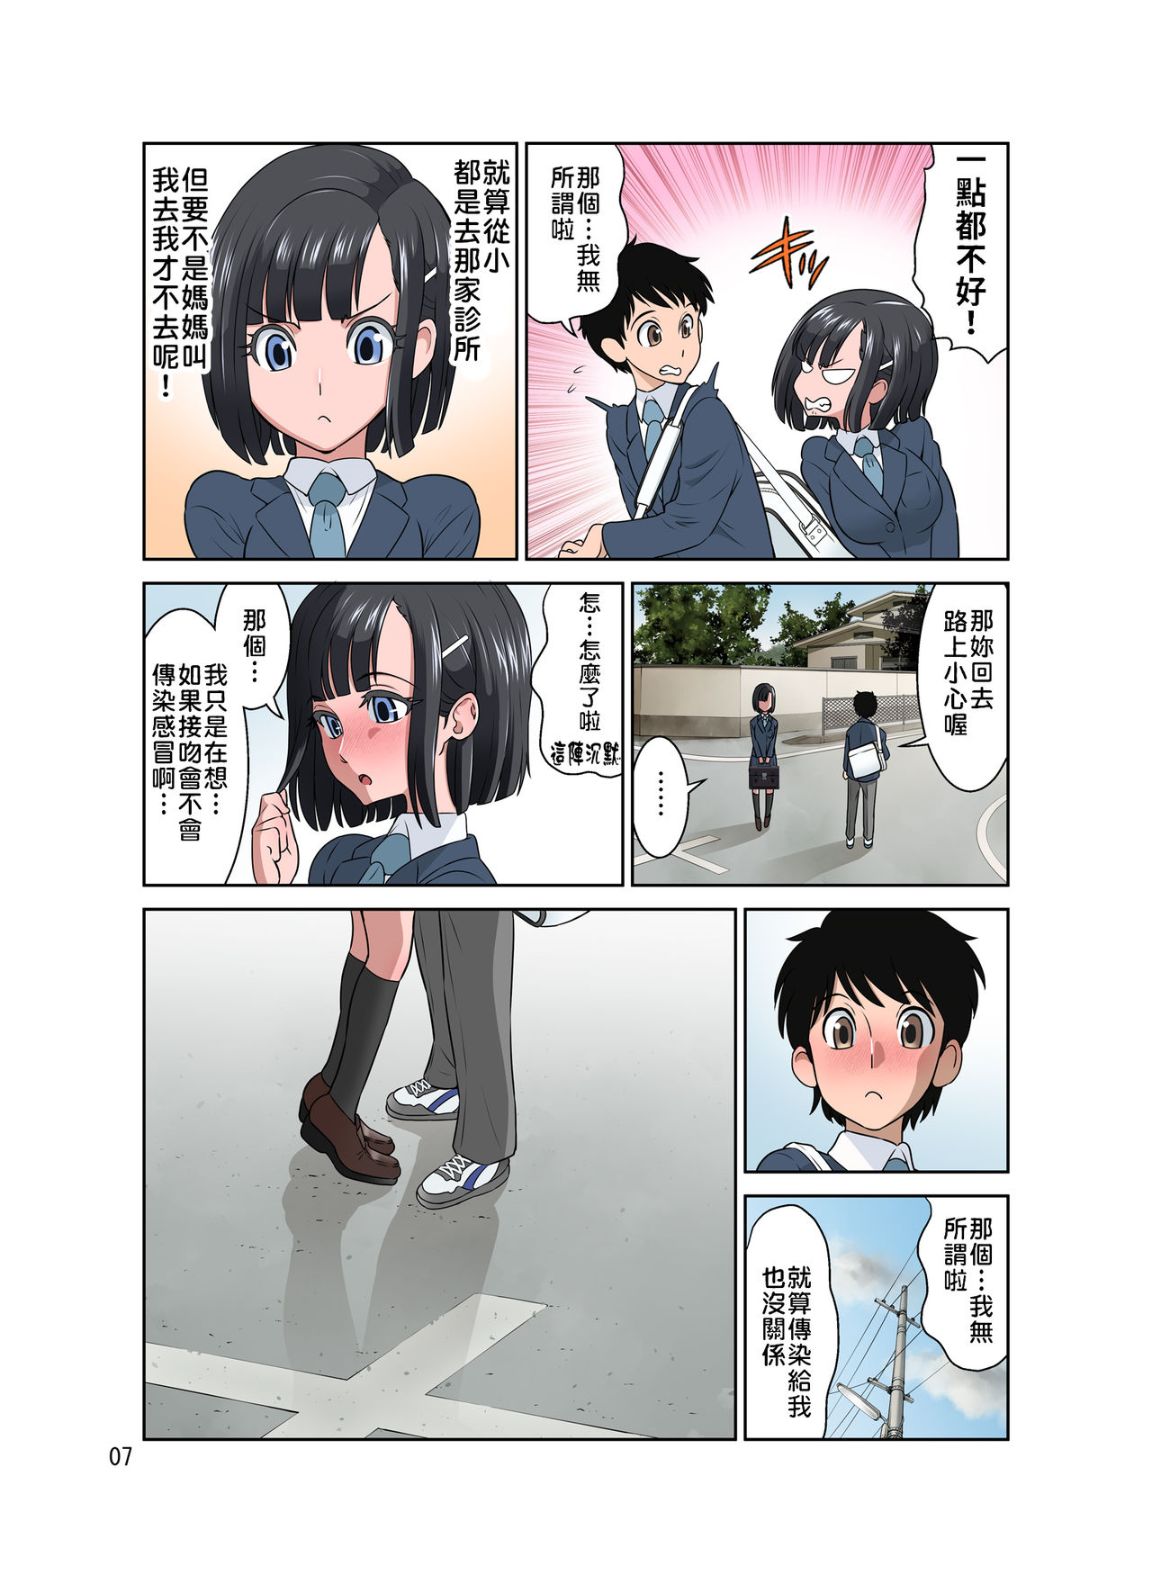 一點都不好！
キッ
那個…我無
所謂啦
就算從小
都是去那家診所
但要不是媽媽叫
我去我才不去呢！
那妳回去
路上小心喔
………
怎…怎麼了啦
這陣沉默
那個…
我只是在想…
如果接吻會不會
傳染感冒啊…
那個…我無
所謂啦
就算傳染給我
也沒關係
07